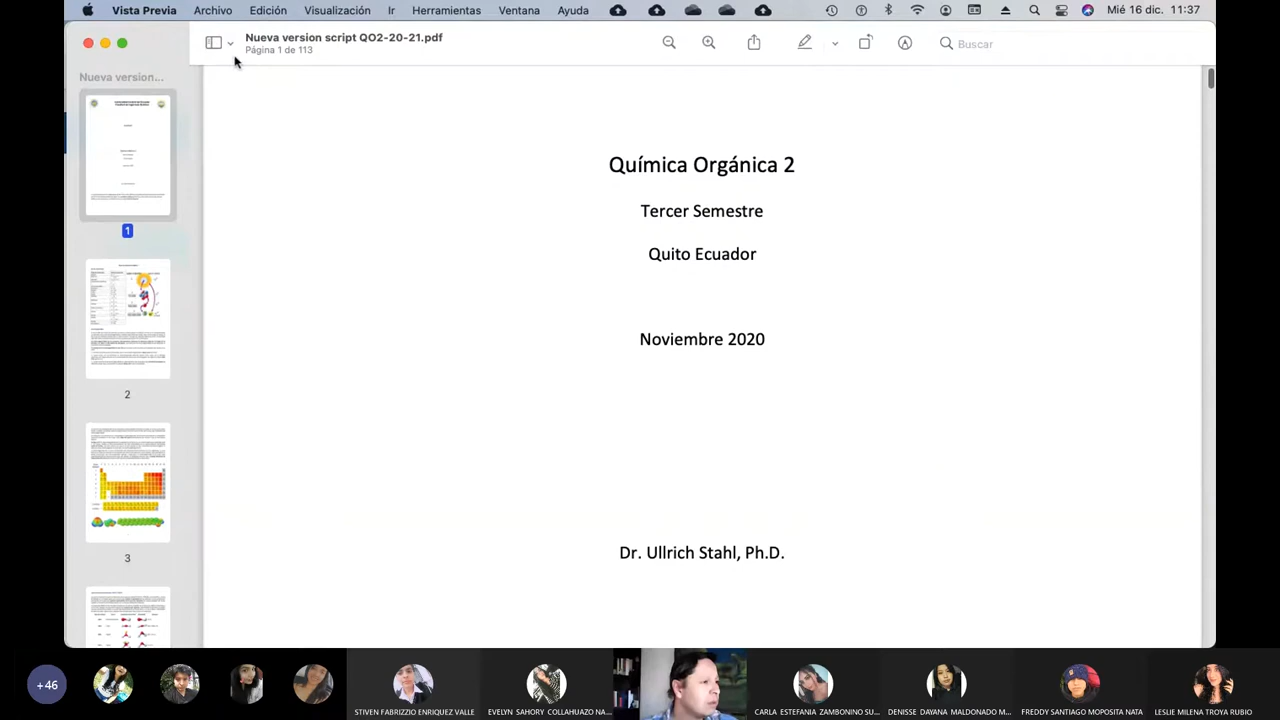 Vista Previa Archivo Edición Visualización Ir Herramientas Ventana Ayuda Mié 16 dic. 11:37
Nueva version script QO2-20-21.pdf
Página 1 de 113
Buscar
Nueva version...
1
2
3
Química Orgánica 2
Tercer Semestre
Quito Ecuador
Noviembre 2020
Dr. Ullrich Stahl, Ph.D.
+46
STIVEN FABRIZZIO ENRIQUEZ VALLE
EVELYN SAHORY COLLAHUAZO NA...
CARLA ESTEFANIA ZAMBONINO SU...
DENISSE DAYANA MALDONADO M...
FREDDY SANTIAGO MOPOSITA NATA
LESLIE MILENA TROYA RUBIO